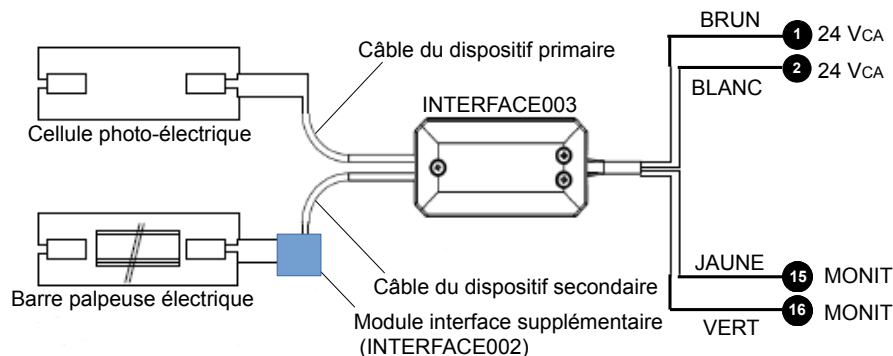 BRUN
1 24 VCA
Câble du dispositif primaire
2 24 VCA
BLANC
INTERFACE003
Cellule photo-électrique
JAUNE
15 MONIT
Câble du dispositif secondaire
Barre palpeuse électrique
16 MONIT
Module interface supplémentaire
VERT
(INTERFACE002)